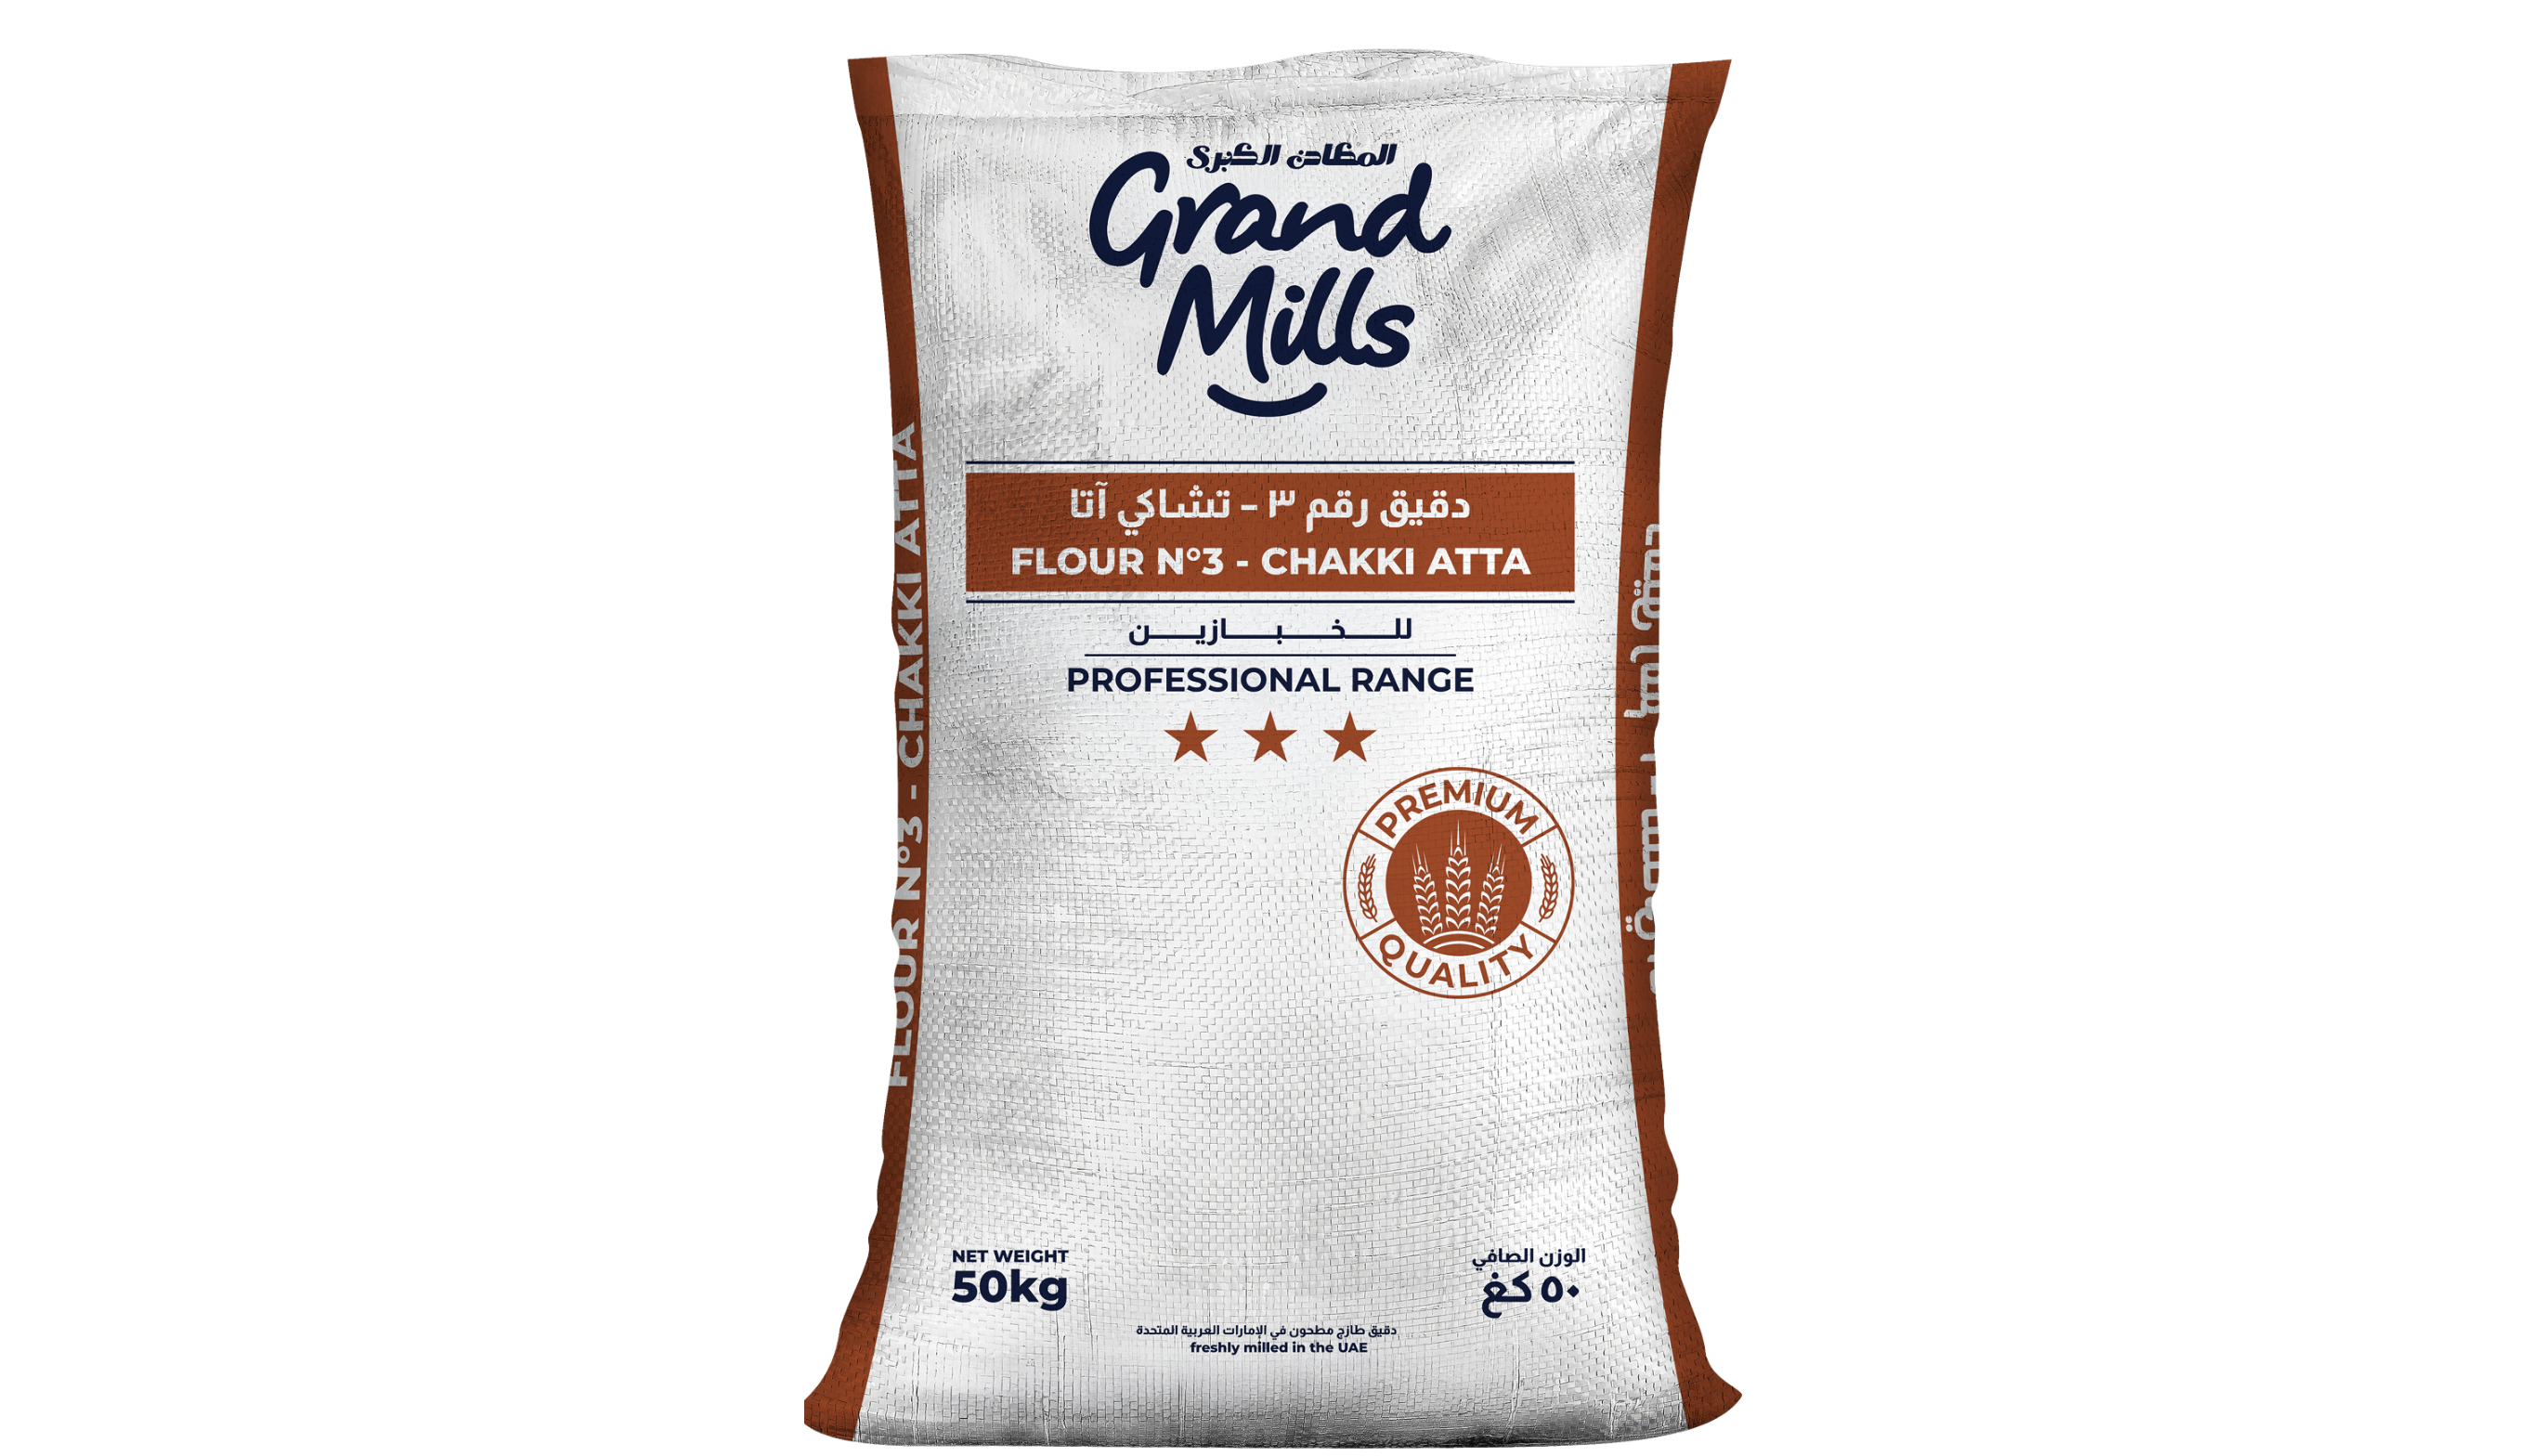 المطاحن الكبرى
Grand
Mills
دقيق رقم ٣ - تشاكي آتا
FLOUR N°3 - CHAKKI ATTA
للخبازين
PROFESSIONAL RANGE
PREMIUM
QUALITY
FLOUR N°3 - CHAKKI ATTA
NET WEIGHT
50kg
الوزن الصافي
٥٠ كغ
دقيق طازج مطحون في الإمارات العربية المتحدة
freshly milled in the UAE